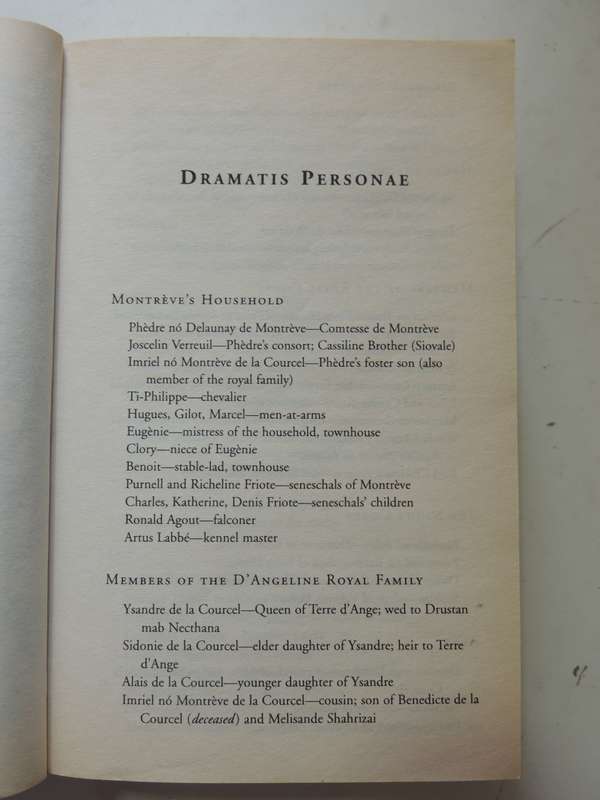 DRAMATIS PERSONAE
MONTRÈVE'S HOUSEHOLD
Phèdre nó Delaunay de Montrève—Comtesse de Montrève
Joscelin Verreuil—Phèdre's consort; Cassiline Brother (Siovale)
Imriel nó Montrève de la Courcel—Phèdre's foster son (also
member of the royal family)
Ti-Philippe—chevalier
Hugues, Gilot, Marcel—men-at-arms
Eugènie—mistress of the household, townhouse
Clory—niece of Eugènie
Benoit—stable-lad, townhouse
Purnell and Richeline Friote—seneschals of Montrève
Charles, Katherine, Denis Friote—seneschals' children
Ronald Agout—falconer
Artus Labbé—kennel master
MEMBERS OF THE D'ANGELINE ROYAL FAMILY
Ysandre de la Courcel—Queen of Terre d'Ange; wed to Drustan
mab Necthana
Sidonie de la Courcel—elder daughter of Ysandre; heir to Terre
d'Ange
Alais de la Courcel—younger daughter of Ysandre
Imriel nó Montrève de la Courcel—cousin; son of Benedicte de la
Courcel (deceased) and Melisande Shahrizai